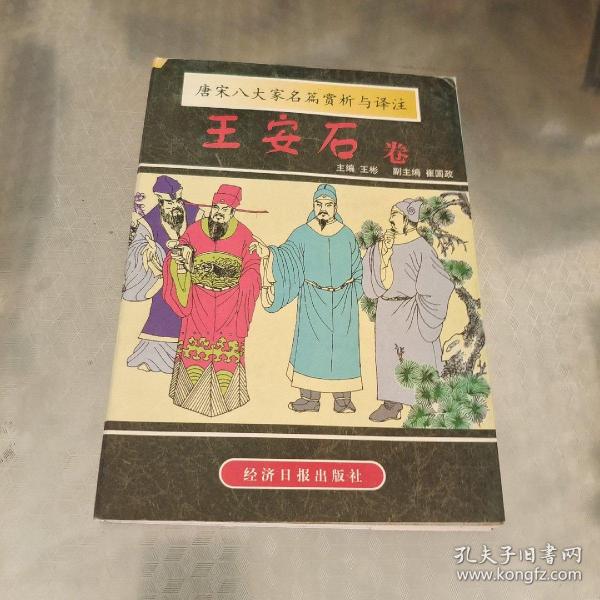 唐宋八大家名篇赏析与译注
王安石 卷
主编 王彬 副主编 崔国政
经济日报出版社
孔夫子旧书网
www.kongfz.com